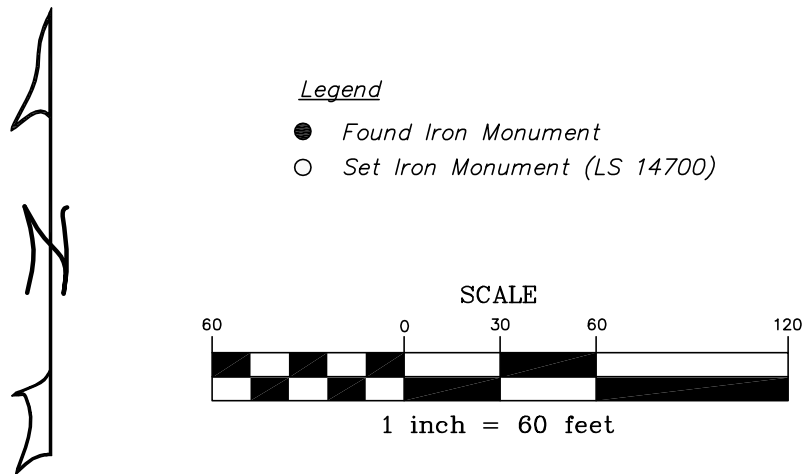 Legend
Found Iron Monument
Set Iron Monument (LS 14700)
N
SCALE
60 0 30 60 120
1 inch = 60 feet